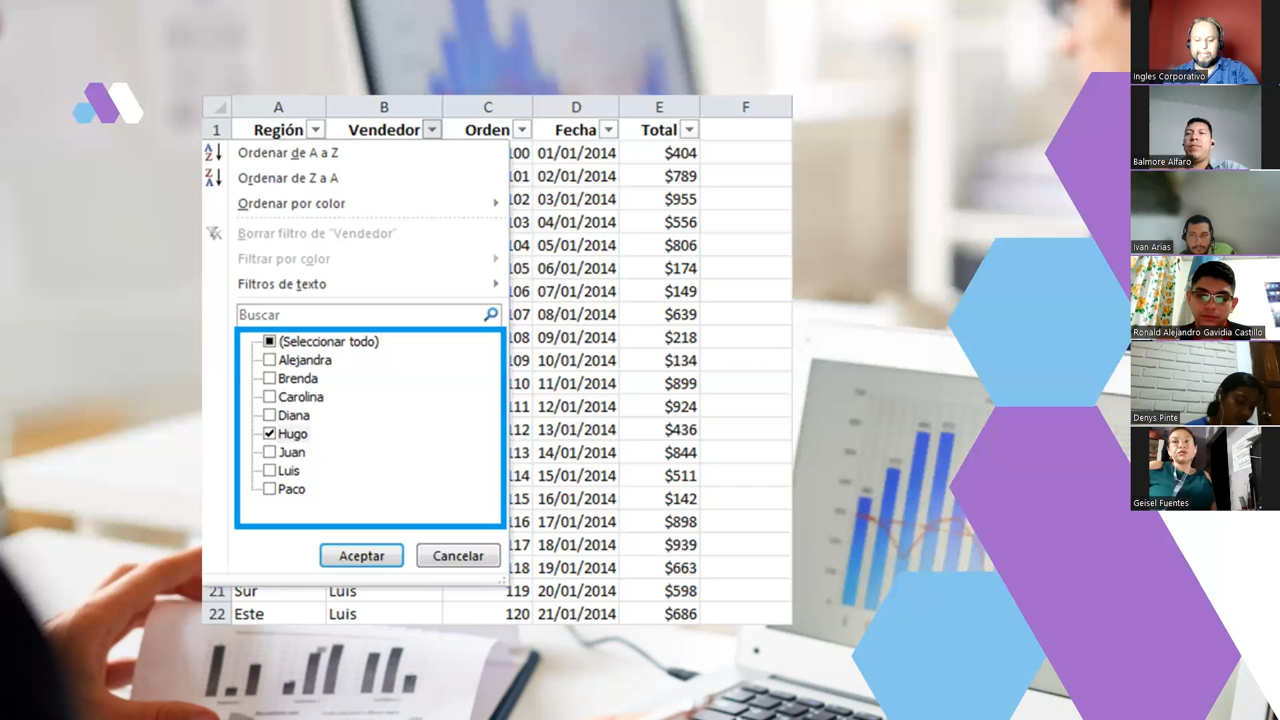 A B C D E F
1 Región Vendedor Orden Fecha Total
Ordenar de A a Z 100 01/01/2014 $404
Ordenar de Z a A 101 02/01/2014 $789
Ordenar por color 102 03/01/2014 $955
103 04/01/2014 $556
Borrar filtro de "Vendedor" 104 05/01/2014 $806
Filtrar por color 105 06/01/2014 $174
Filtros de texto 106 07/01/2014 $149
Buscar 107 08/01/2014 $639
(Seleccionar todo) 108 09/01/2014 $218
Alejandra 109 10/01/2014 $134
Brenda 110 11/01/2014 $899
Carolina 111 12/01/2014 $924
Diana
Hugo 112 13/01/2014 $436
Juan 113 14/01/2014 $844
Luis 114 15/01/2014 $511
Paco 115 16/01/2014 $142
116 17/01/2014 $898
117 18/01/2014 $939
Aceptar Cancelar
118 19/01/2014 $663
21 Sur Luis 119 20/01/2014 $598
22 Este Luis 120 21/01/2014 $686
Ingles Corporativo
Balmore Alfaro
Ivan Arias
Ronald Alejandro Gavidia Castillo
Denys Pinte
Geisel Fuentes